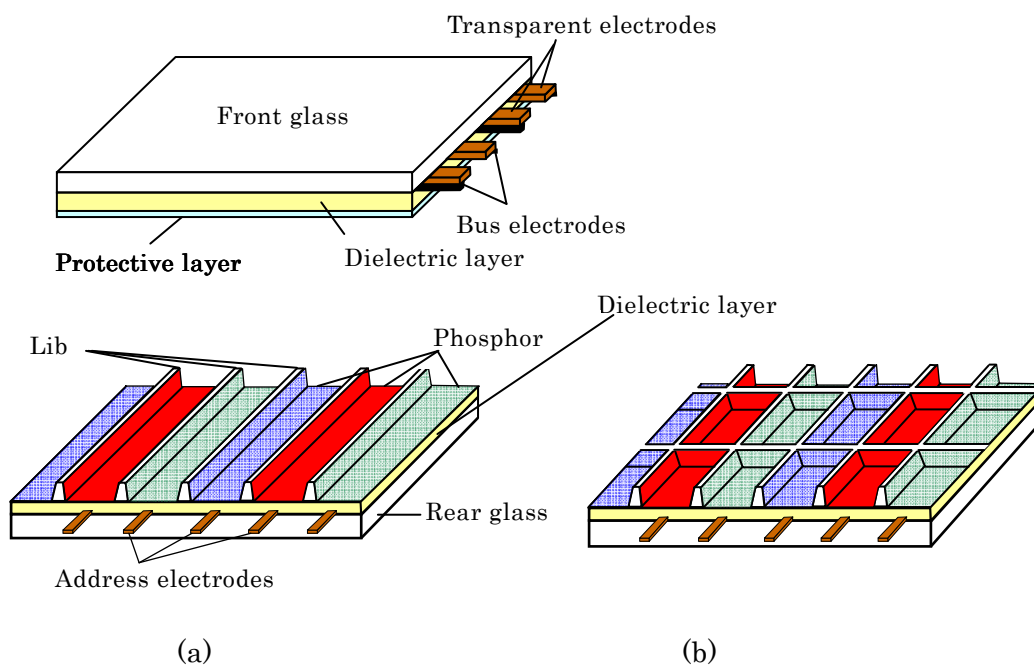 Transparent electrodes
Front glass
Bus electrodes
Protective layer
Dielectric layer
Dielectric layer
Lib
Phosphor
Rear glass
Address electrodes
(a)
(b)